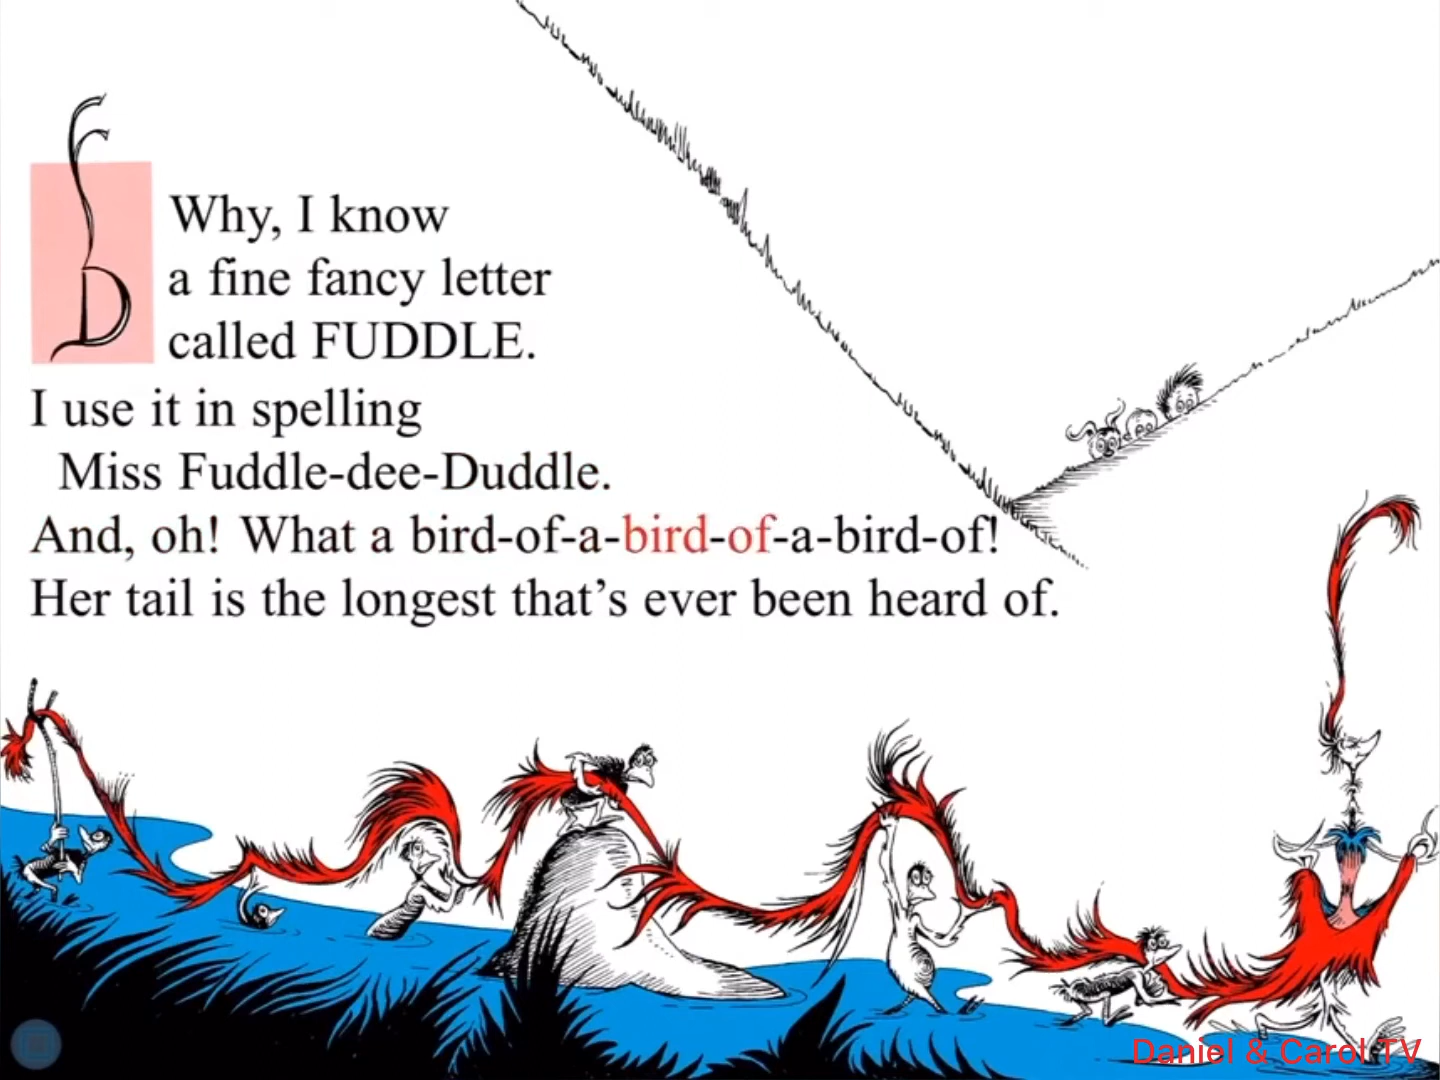 Why, I know
a fine fancy letter
called FUDDLE.
I use it in spelling
Miss Fuddle-dee-Duddle.
And, oh! What a bird-of-a-bird-of-a-bird-of!
Her tail is the longest that’s ever been heard of.
Daniel & Carol TV